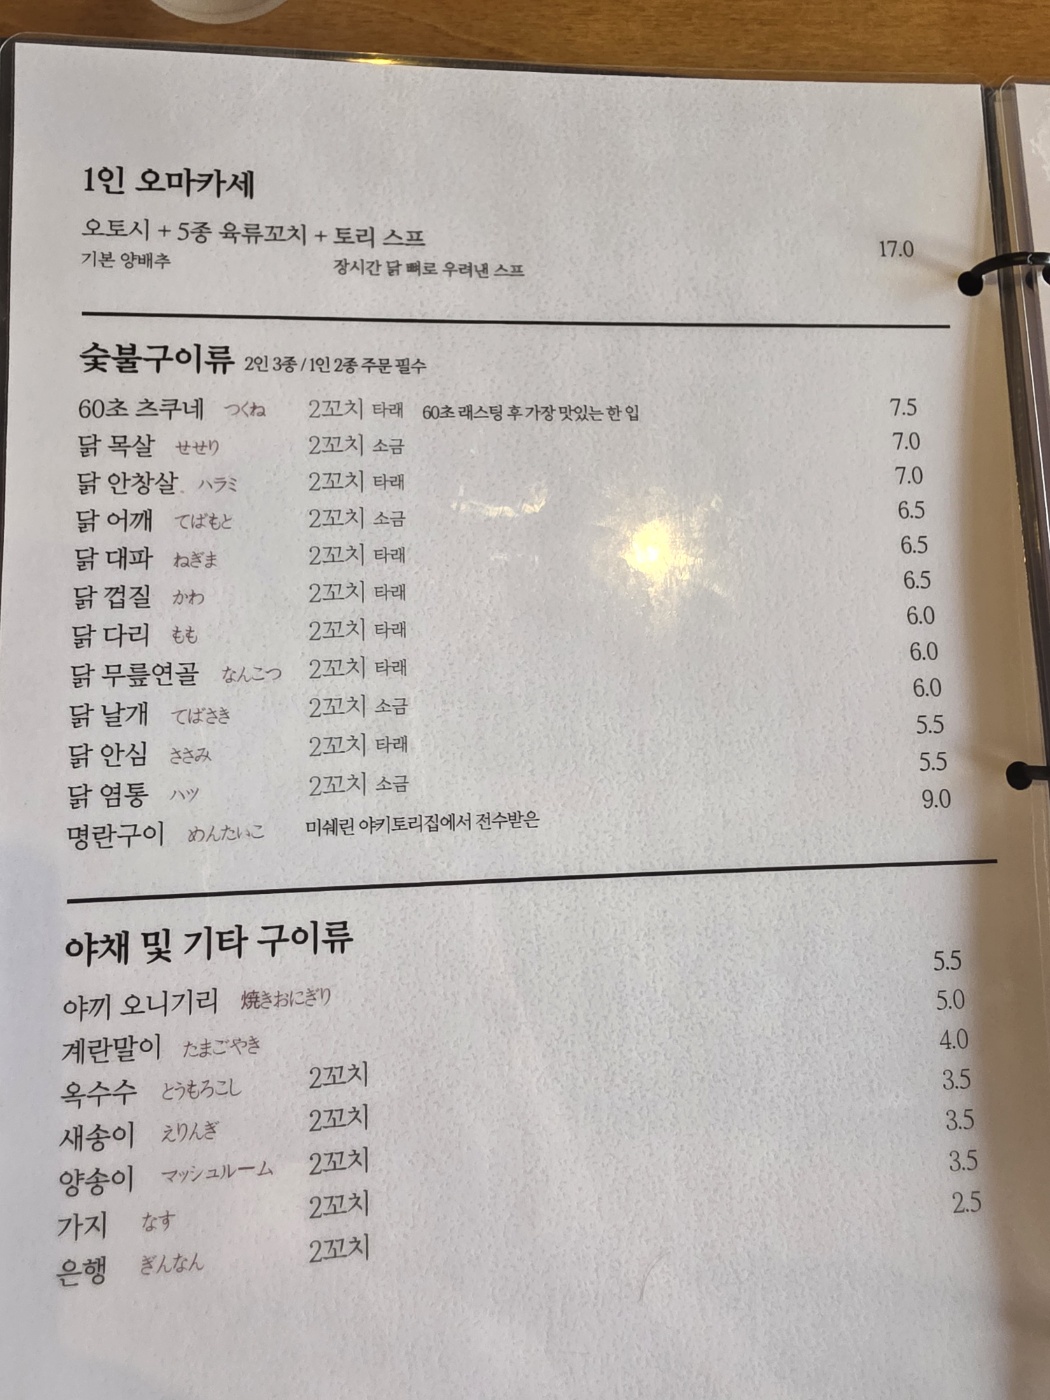 1인 오마카세
오토시 + 5종 육류꼬치 + 토리 스프 17.0
기본 양배추 장시간 닭 뼈로 우려낸 스프
숯불구이류 2인 3종 / 1인 2종 주문 필수
60초 츠쿠네 つくね 2꼬치 타래 60초 래스팅 후 가장 맛있는 한 입 7.5
닭 목살 せせり 2꼬치 소금 7.0
닭 안창살 ハラミ 2꼬치 타래 7.0
닭 어깨 てばもと 2꼬치 소금 6.5
닭 대파 ねぎま 2꼬치 타래 6.5
닭 껍질 かわ 2꼬치 타래 6.5
닭 다리 もも 2꼬치 타래 6.0
닭 무릎연골 なんこつ 2꼬치 타래 6.0
닭 날개 てばさき 2꼬치 소금 6.0
닭 안심 ささみ 2꼬치 타래 5.5
닭 염통 ハツ 2꼬치 소금 5.5
명란구이 めんたいこ 미쉐린 야키토리집에서 전수받은 9.0
야채 및 기타 구이류
야끼 오니기리 焼きおにぎり 5.5
계란말이 たまごやき 5.0
옥수수 とうもろこし 2꼬치 4.0
새송이 えりんぎ 2꼬치 3.5
양송이 マッシュルーム 2꼬치 3.5
가지 なす 2꼬치 3.5
은행 ぎんなん 2꼬치 2.5